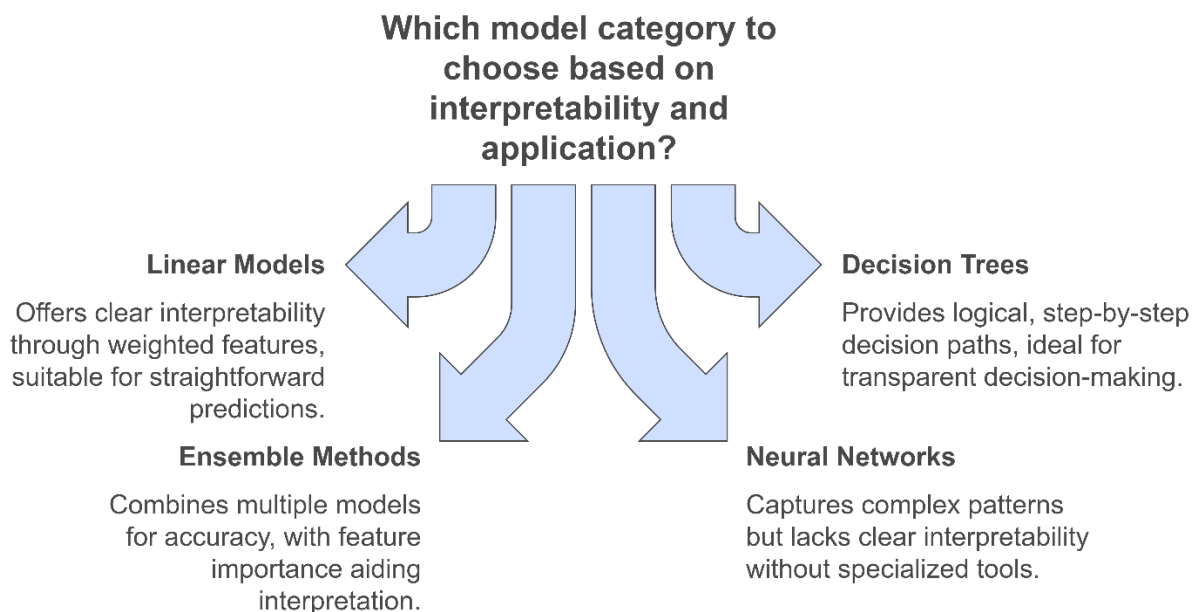 Which model category to
choose based on
interpretability and
application?
Linear Models
Offers clear interpretability
through weighted features,
suitable for straightforward
predictions.
Decision Trees
Provides logical, step-by-step
decision paths, ideal for
transparent decision-making.
Ensemble Methods
Combines multiple models
for accuracy, with feature
importance aiding
interpretation.
Neural Networks
Captures complex patterns
but lacks clear interpretability
without specialized tools.